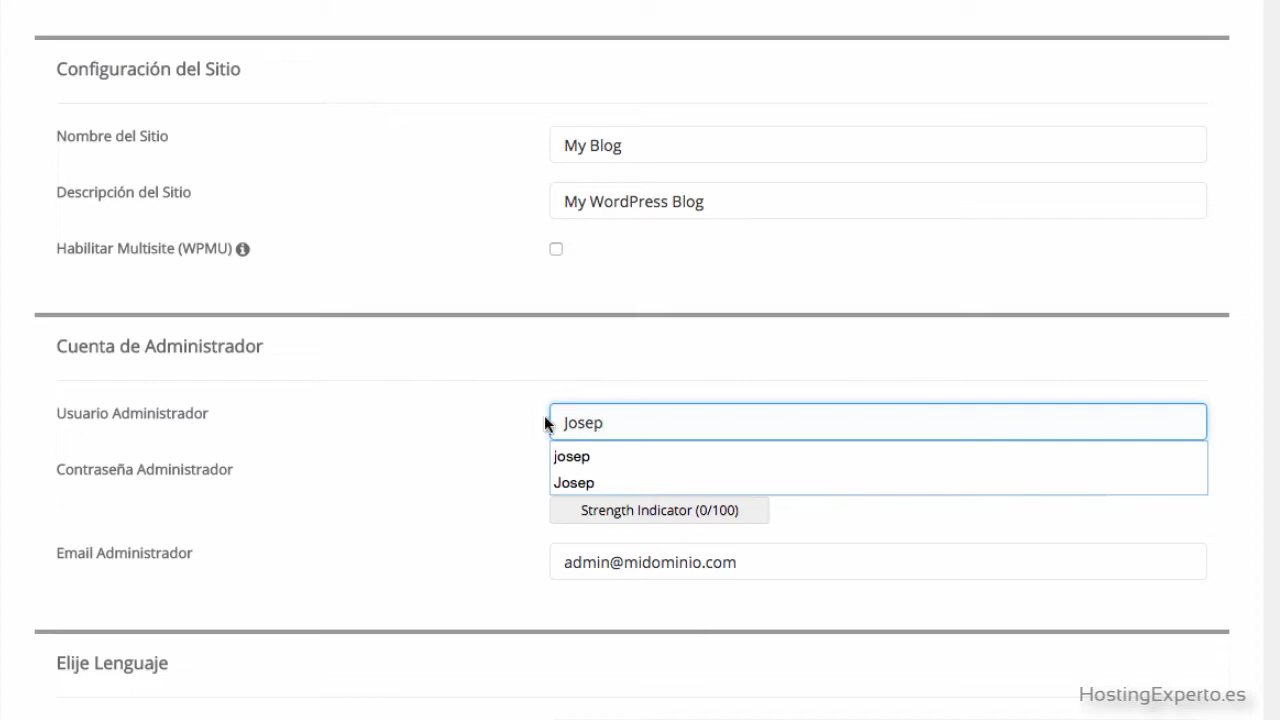 Configuración del Sitio
Nombre del Sitio
My Blog
Descripción del Sitio
My WordPress Blog
Habilitar Multisite (WPMU)
Cuenta de Administrador
Usuario Administrador
Josep
josep
Josep
Contraseña Administrador
Strength Indicator (0/100)
Email Administrador
admin@midominio.com
Elije Lenguaje
HostingExperto.es